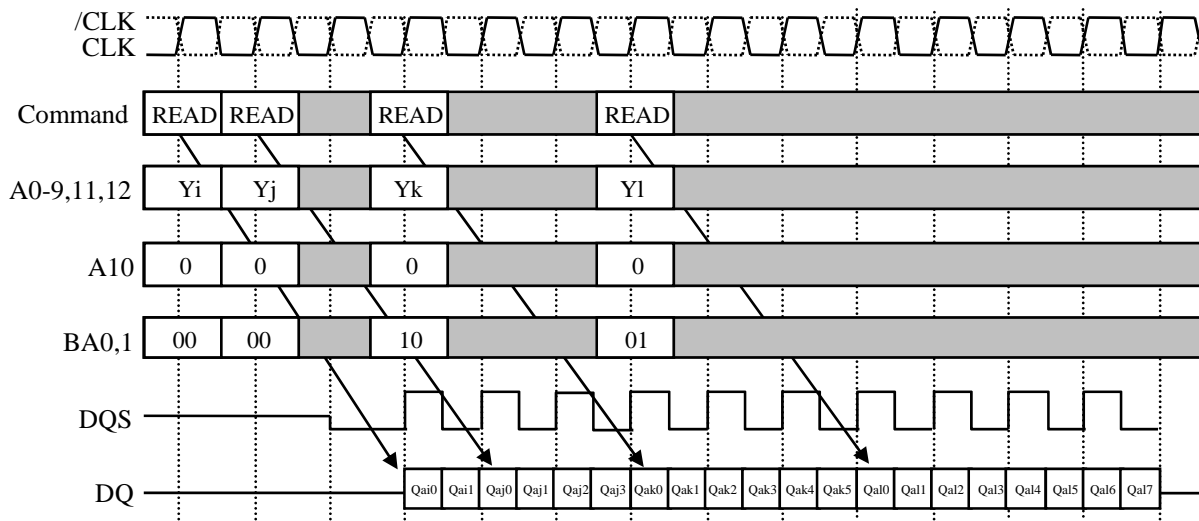 /CLK
CLK
Command READ READ READ READ
A0-9,11,12 Yi Yj Yk Yl
A10 0 0 0 0
BA0,1 00 00 10 01
DQS
DQ Qai0 Qai1 Qaj0 Qaj1 Qaj2 Qaj3 Qak0 Qak1 Qak2 Qak3 Qak4 Qak5 Qal0 Qal1 Qal2 Qal3 Qal4 Qal5 Qal6 Qal7